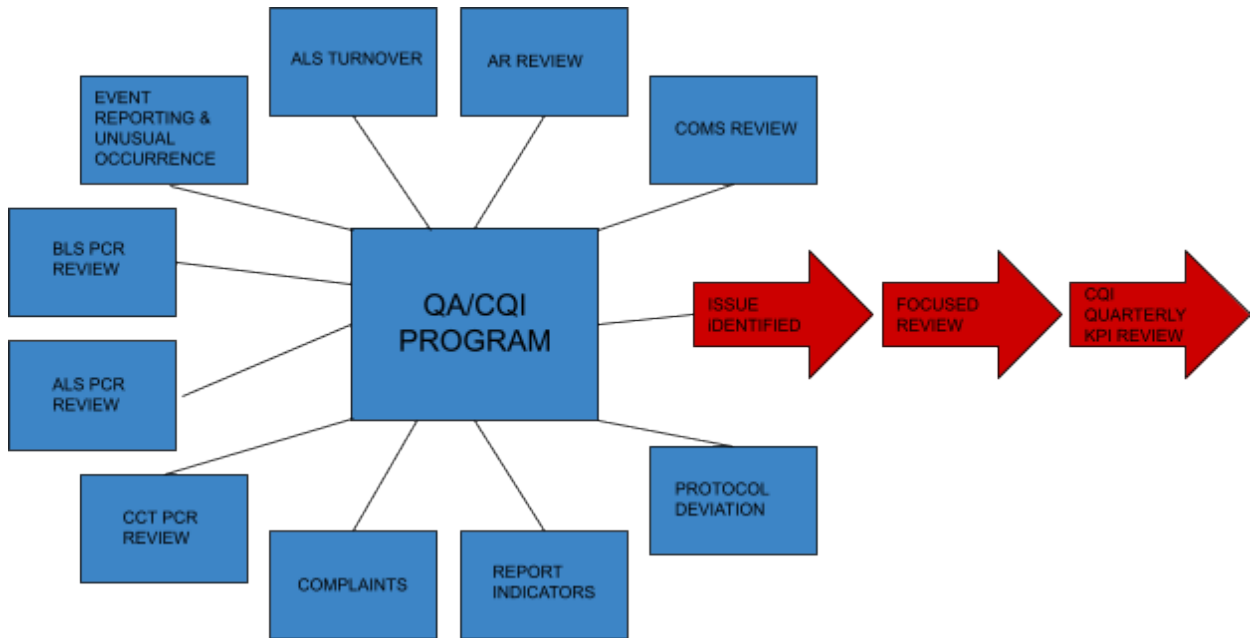 ALS TURNOVER
AR REVIEW
EVENT
REPORTING &
UNUSUAL
OCCURRENCE
COMS REVIEW
BLS PCR
REVIEW
QA/CQI
PROGRAM
ISSUE
IDENTIFIED
FOCUSED
REVIEW
CQI
QUARTERLY
KPI REVIEW
ALS PCR
REVIEW
CCT PCR
REVIEW
COMPLAINTS
REPORT
INDICATORS
PROTOCOL
DEVIATION